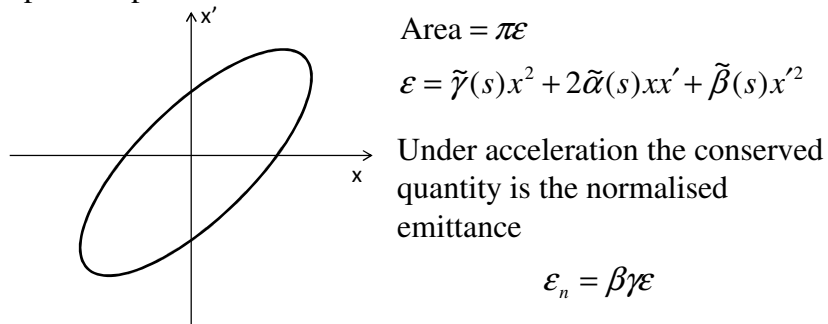 x’
x
Area = πε
ε = γ̃(s)x² + 2α̃(s)xx′ + β̃(s)x′²
Under acceleration the conserved
quantity is the normalised
emittance
εₙ = βγε